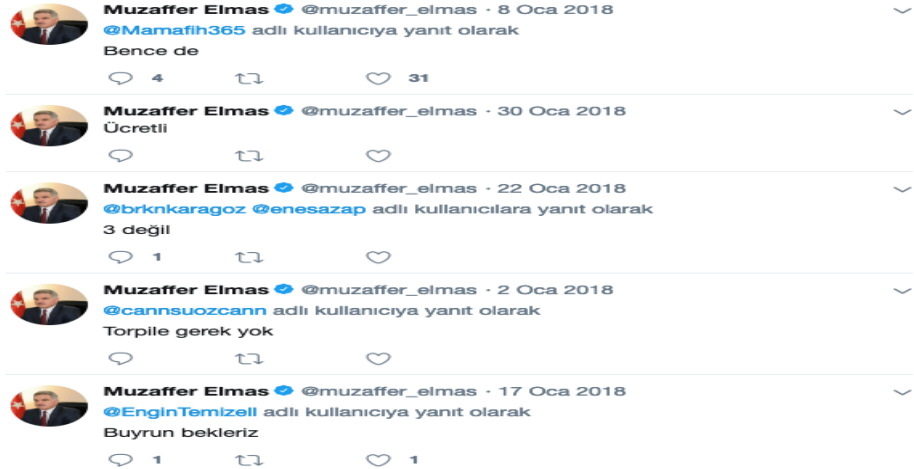 Muzaffer Elmas @muzaffer_elmas · 8 Oca 2018
@Mamafih365 adlı kullanıcıya yanıt olarak
Bence de
4 31
Muzaffer Elmas @muzaffer_elmas · 30 Oca 2018
Ücretli
Muzaffer Elmas @muzaffer_elmas · 22 Oca 2018
@brknkaragoz @enesazap adlı kullanıcılara yanıt olarak
3 değil
1
Muzaffer Elmas @muzaffer_elmas · 2 Oca 2018
@cannsuozcann adlı kullanıcıya yanıt olarak
Torpile gerek yok
Muzaffer Elmas @muzaffer_elmas · 17 Oca 2018
@EnginTemizell adlı kullanıcıya yanıt olarak
Buyrun bekleriz
1 1